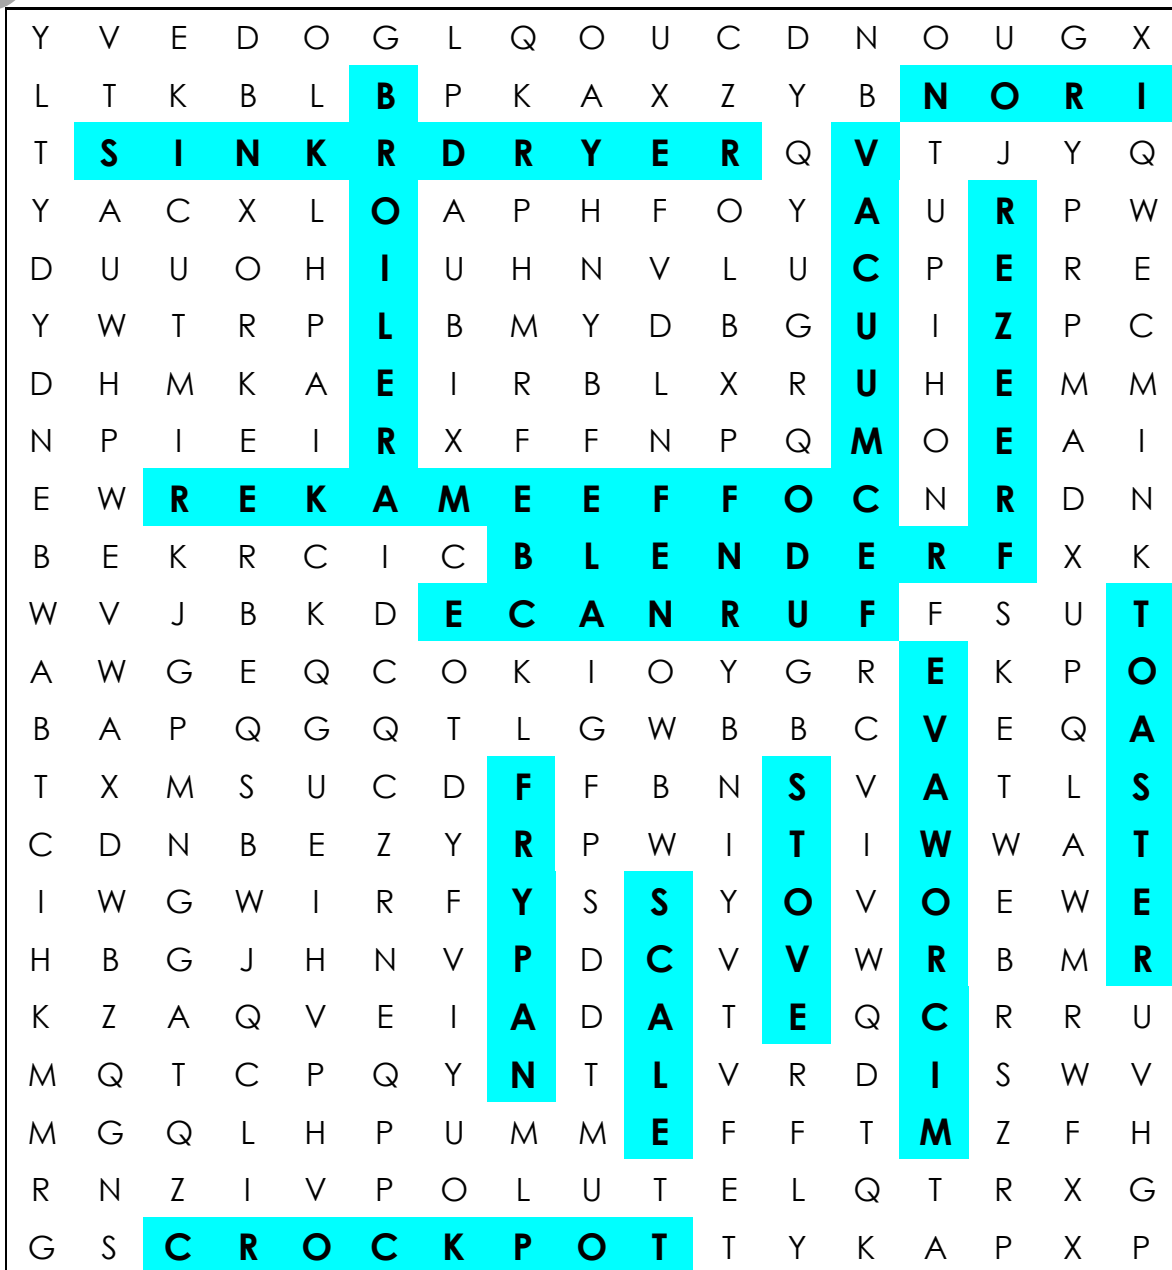 Y V E D O G L Q O U C D N O U G X
L T K B L B P K A X Z Y B N O R I
T S I N K R D R Y E R Q V T J Y Q
Y A C X L O A P H F O Y A U R P W
D U U O H I U H N V L U C P E R E
Y W T R P L B M Y D B G U I Z P C
D H M K A E I R B L X R U H E M M
N P I E I R X F F N P Q M O E A I
E W R E K A M E E F F O C N R D N
B E K R C I C B L E N D E R F X K
W V J B K D E C A N R U F F S U T
A W G E Q C O K I O Y G R E K P O
B A P Q G Q T L G W B B C V E Q A
T X M S U C D F F B N S V A T L S
C D N B E Z Y R P W I T I W W A T
I W G W I R F Y S S Y O V O E W E
H B G J H N V P D C V V W R B M R
K Z A Q V E I A D A T E Q C R R U
M Q T C P Q Y N T L V R D I S W V
M G Q L H P U M M E F F T M Z F H
R N Z I V P O L U T E L Q T R X G
G S C R O C K P O T T Y K A P X P